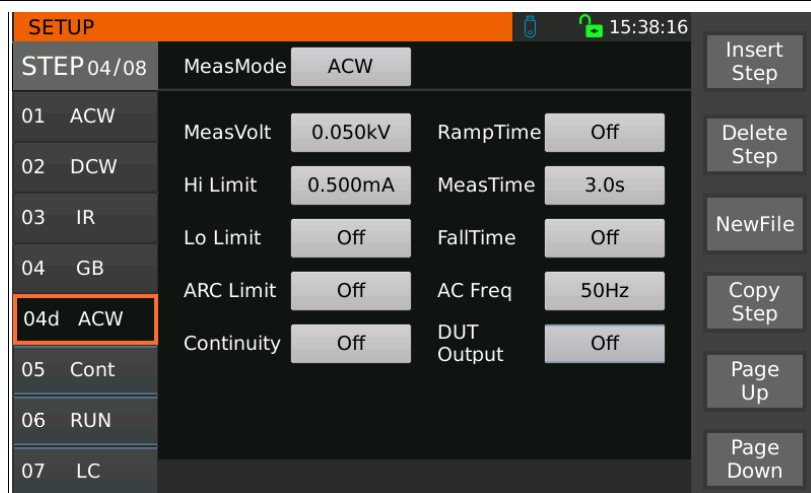 SETUP 15:38:16
STEP 04/08
01 ACW
02 DCW
03 IR
04 GB
04d ACW
05 Cont
06 RUN
07 LC
MeasMode ACW
MeasVolt 0.050kV RampTime Off
Hi Limit 0.500mA MeasTime 3.0s
Lo Limit Off FallTime Off
ARC Limit Off AC Freq 50Hz
Continuity Off DUT
Output Off
Insert
Step
Delete
Step
NewFile
Copy
Step
Page
Up
Page
Down